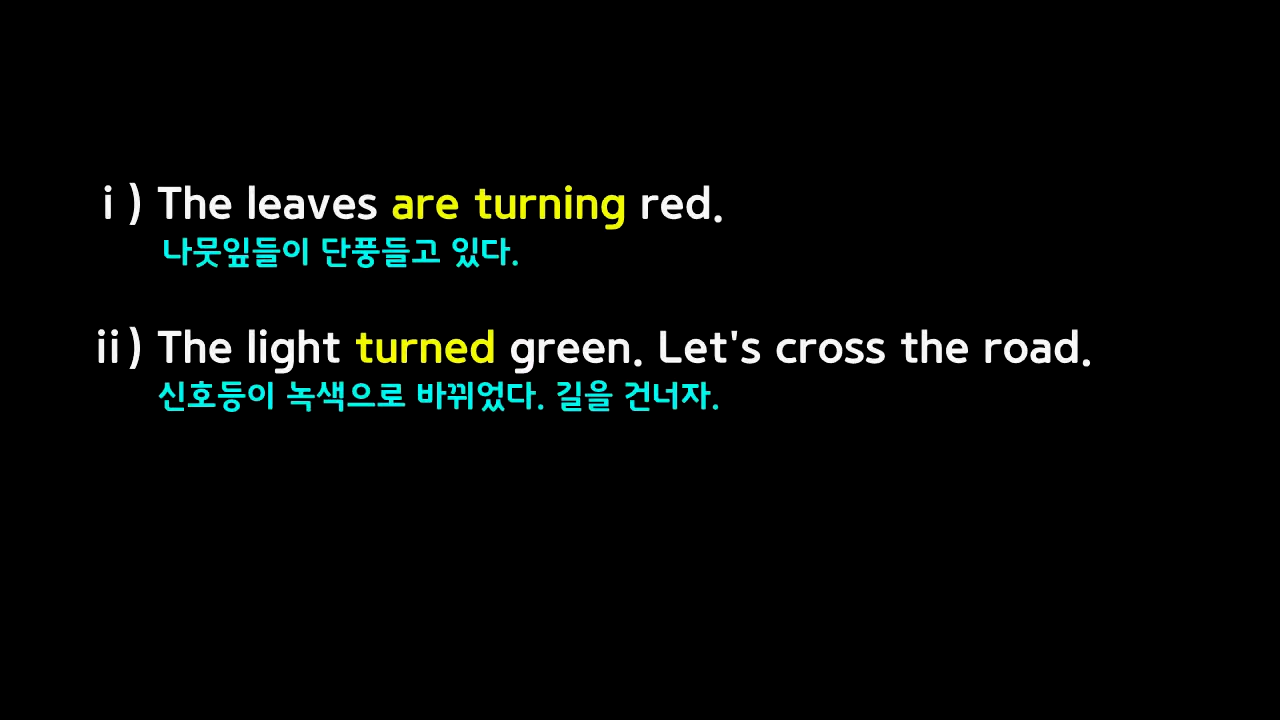 i) The leaves are turning red.
나뭇잎들이 단풍들고 있다.
ii) The light turned green. Let's cross the road.
신호등이 녹색으로 바뀌었다. 길을 건너자.